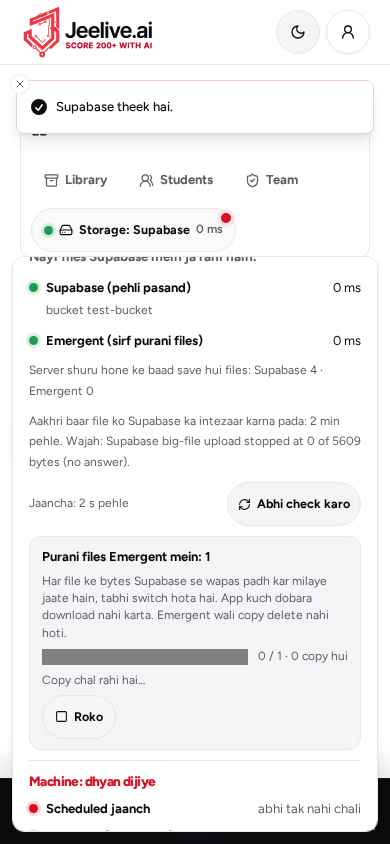 Jeelive.ai
SCORE 200+ WITH AI
Supabase theek hai.
Library
Students
Team
Storage: Supabase 0 ms
Nayi files Supabase mein ja rahi hain.
Supabase (pehli pasand) 0 ms
bucket test-bucket
Emergent (sirf purani files) 0 ms
Server shuru hone ke baad save hui files: Supabase 4 ·
Emergent 0
Aakhri baar file ko Supabase ka intezaar karna pada: 2 min
pehle. Wajah: Supabase big-file upload stopped at 0 of 5609
bytes (no answer).
Jaancha: 2 s pehle
Abhi check karo
Purani files Emergent mein: 1
Har file ke bytes Supabase se wapas padh kar milaye
jaate hain, tabhi switch hota hai. App kuch dobara
download nahi karta. Emergent wali copy delete nahi
hoti.
0 / 1 · 0 copy hui
Copy chal rahi hai...
Roko
Machine: dhyan dijiye
Scheduled jaanch abhi tak nahi chali